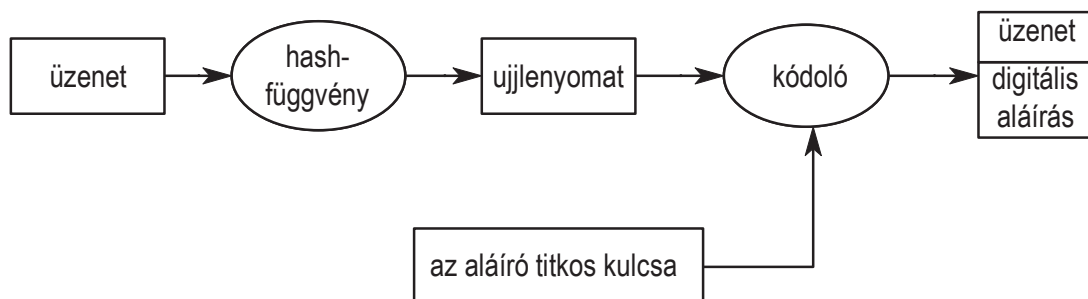 üzenet
hash-
függvény
ujjlenyomat
kódoló
üzenet
digitális
aláírás
az aláíró titkos kulcsa